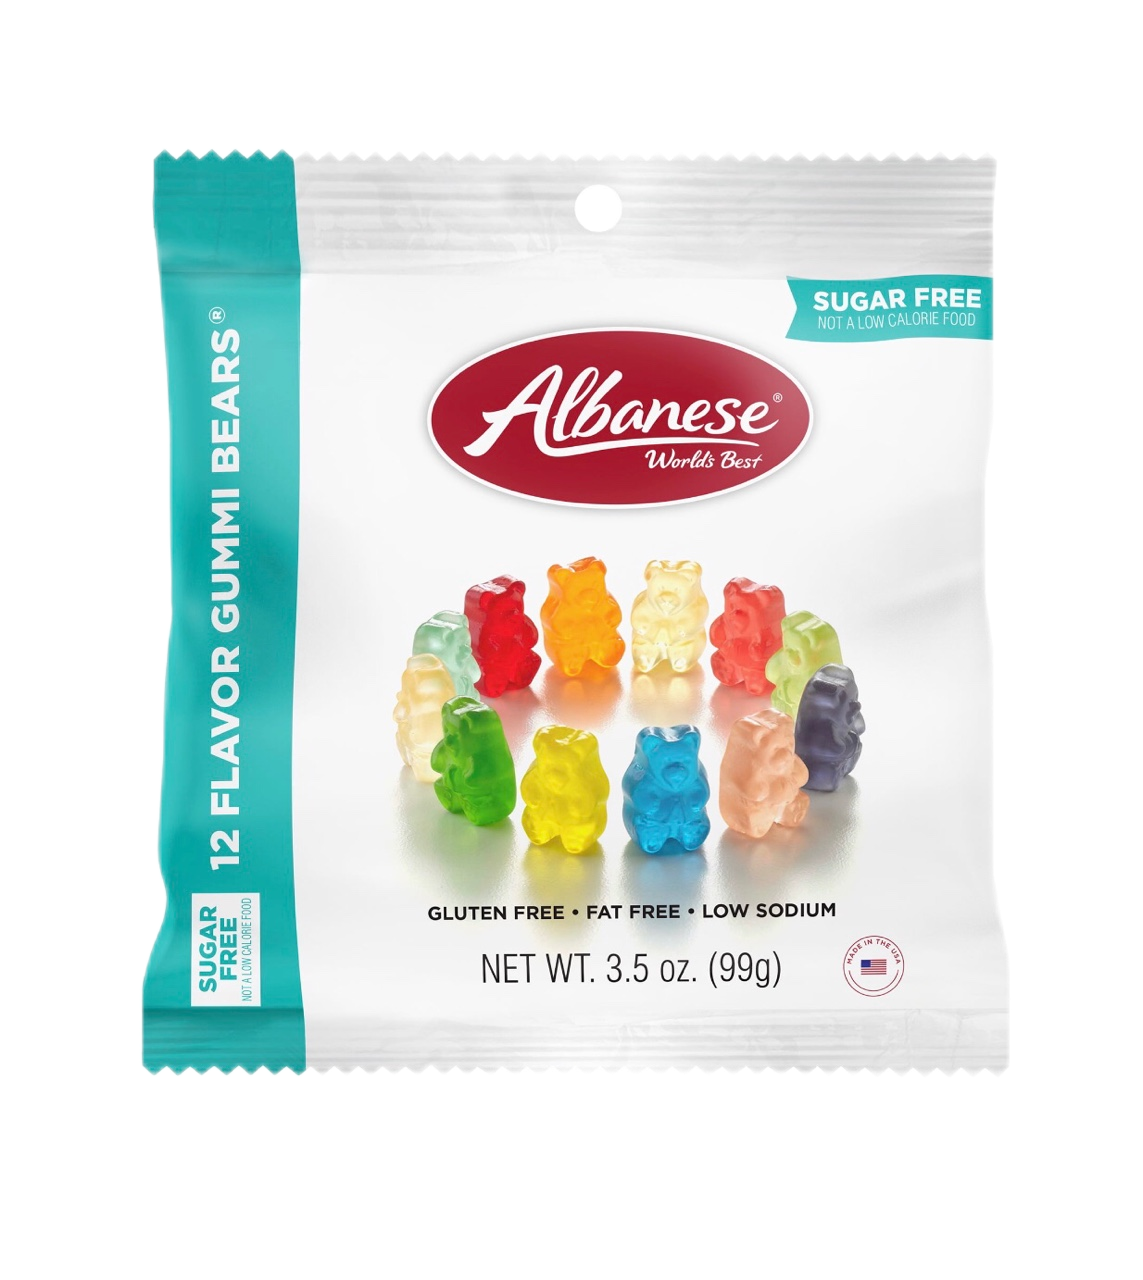 SUGAR FREE
NOT A LOW CALORIE FOOD
Albanese®
World's Best
12 FLAVOR GUMMI BEARS®
SUGAR
FREE
NOT A LOW CALORIE FOOD
GLUTEN FREE • FAT FREE • LOW SODIUM
NET WT. 3.5 oz. (99g)
MADE IN THE USA